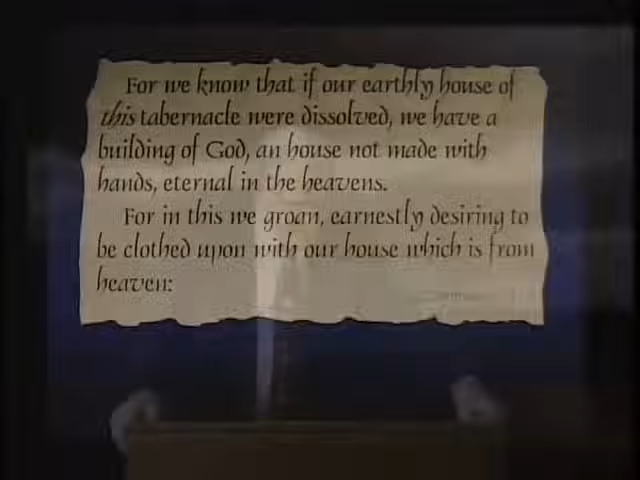 For we know that if our earthly house of
this tabernacle were dissolved, we have a
building of God, an house not made with
hands, eternal in the heavens.
For in this we groan, earnestly desiring to
be clothed upon with our house which is from
heaven: